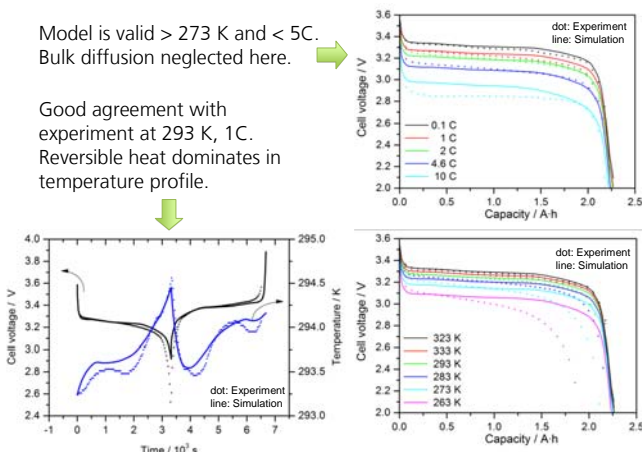 Model is valid > 273 K and < 5C.
Bulk diffusion neglected here.
Good agreement with
experiment at 293 K, 1C.
Reversible heat dominates in
temperature profile.
3.6
3.4
3.2
3.0
2.8
2.6
2.4
2.2
2.0
Cell voltage / V
dot: Experiment
line: Simulation
0.1 C
1 C
2 C
4.6 C
10 C
0.0 0.5 1.0 1.5 2.0 2.5
Capacity / A·h
4.0
3.8
3.6
3.4
3.2
3.0
2.8
2.6
2.4
Cell voltage / V
295.0
294.5
294.0
293.5
293.0
Temperature / K
dot: Experiment
line: Simulation
-1 0 1 2 3 4 5 6 7 8
Time / 10³ s
3.6
3.4
3.2
3.0
2.8
2.6
2.4
2.2
2.0
Cell voltage / V
dot: Experiment
line: Simulation
323 K
333 K
293 K
283 K
273 K
263 K
0.0 0.5 1.0 1.5 2.0 2.5
Capacity / A·h